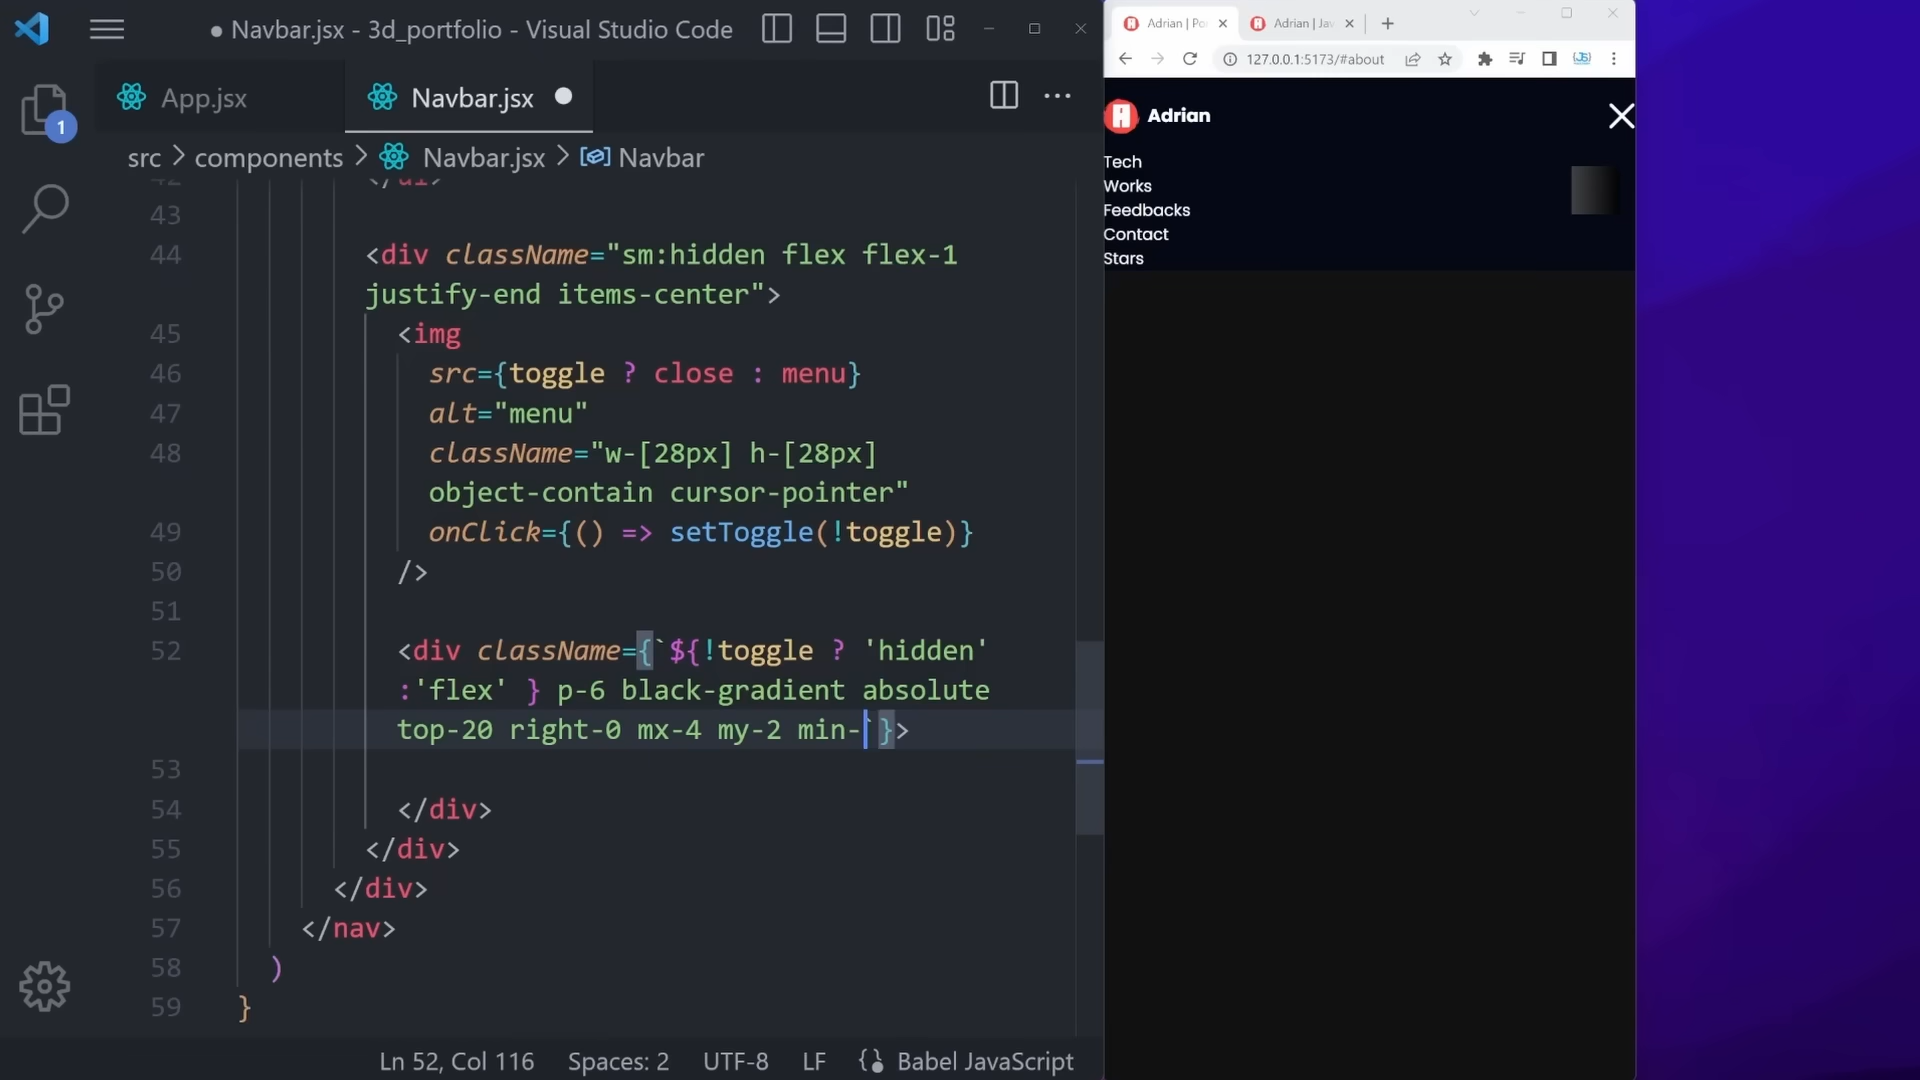 Navbar.jsx - 3d_portfolio - Visual Studio Code
App.jsx
Navbar.jsx
src > components > Navbar.jsx > Navbar
1
43
44 <div className="sm:hidden flex flex-1
justify-end items-center">
45 <img
46 src={toggle ? close : menu}
47 alt="menu"
48 className="w-[28px] h-[28px]
object-contain cursor-pointer"
49 onClick={() => setToggle(!toggle)}
50 />
51
52 <div className={`${!toggle ? 'hidden'
:'flex' } p-6 black-gradient absolute
top-20 right-0 mx-4 my-2 min-`}>
53
54 </div>
55 </div>
56 </div>
57 </nav>
58 )
59 }
Ln 52, Col 116 Spaces: 2 UTF-8 LF Babel JavaScript
Adrian | Po
Adrian | Jav
127.0.0.1:5173/#about
Adrian
Tech
Works
Feedbacks
Contact
Stars